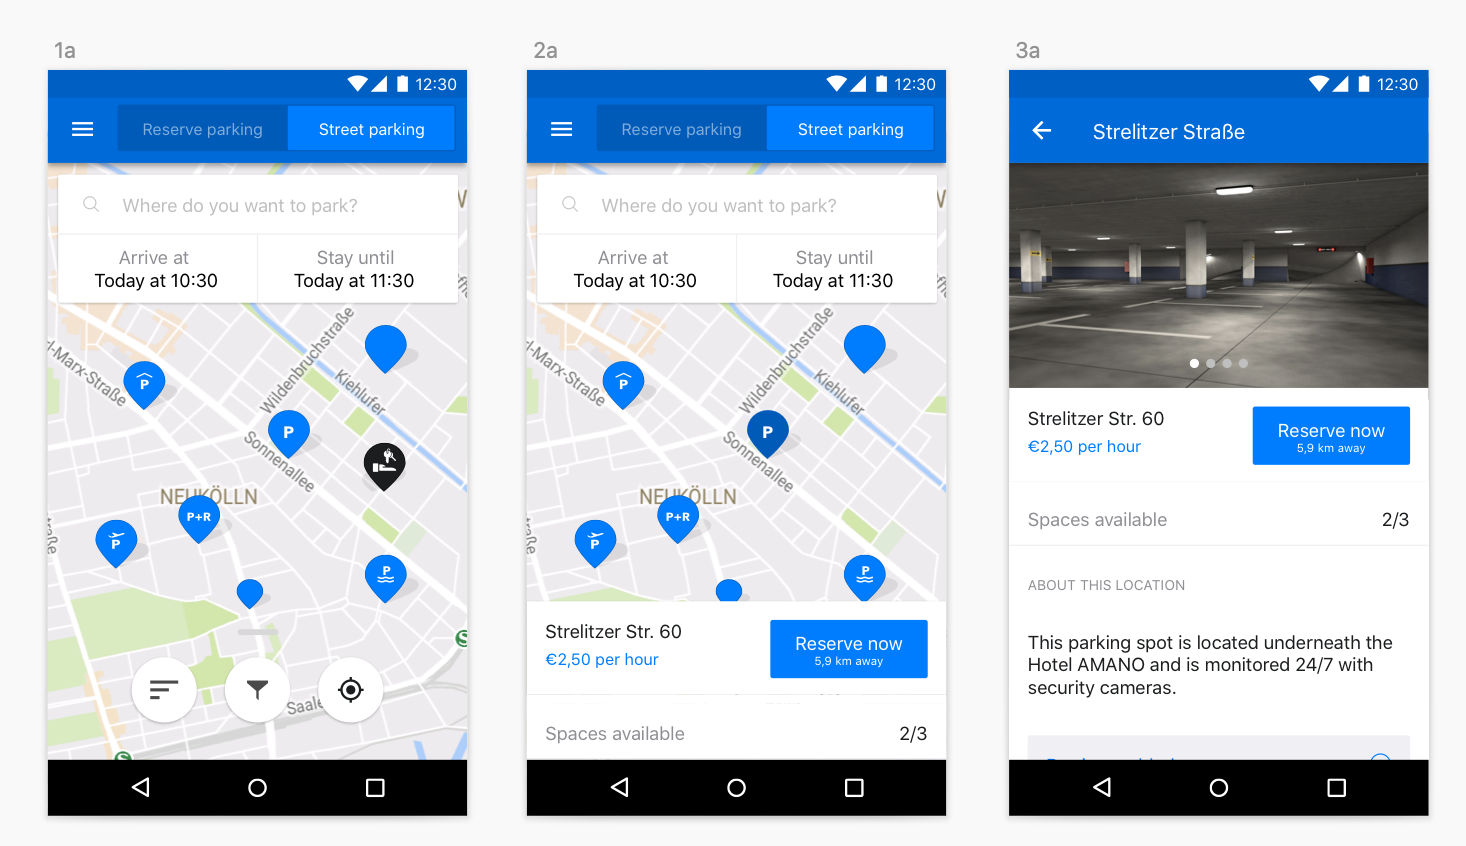 1a
12:30
Reserve parking
Street parking
Where do you want to park?
Arrive at
Today at 10:30
Stay until
Today at 11:30
Wildenbruchstraße
Kiehlufer
Karl-Marx-Straße
Sonnenallee
NEUKÖLLN
P
P
P+R
P
P
S
Saale
S
2a
12:30
Reserve parking
Street parking
Where do you want to park?
Arrive at
Today at 10:30
Stay until
Today at 11:30
Wildenbruchstraße
Kiehlufer
rl-Marx-Straße
Sonnenallee
NEUKÖLLN
P
P
P+R
P
P
Strelitzer Str. 60
€2,50 per hour
Reserve now
5,9 km away
Spaces available
2/3
3a
12:30
Strelitzer Straße
Strelitzer Str. 60
€2,50 per hour
Reserve now
5,9 km away
Spaces available
2/3
ABOUT THIS LOCATION
This parking spot is located underneath the
Hotel AMANO and is monitored 24/7 with
security cameras.